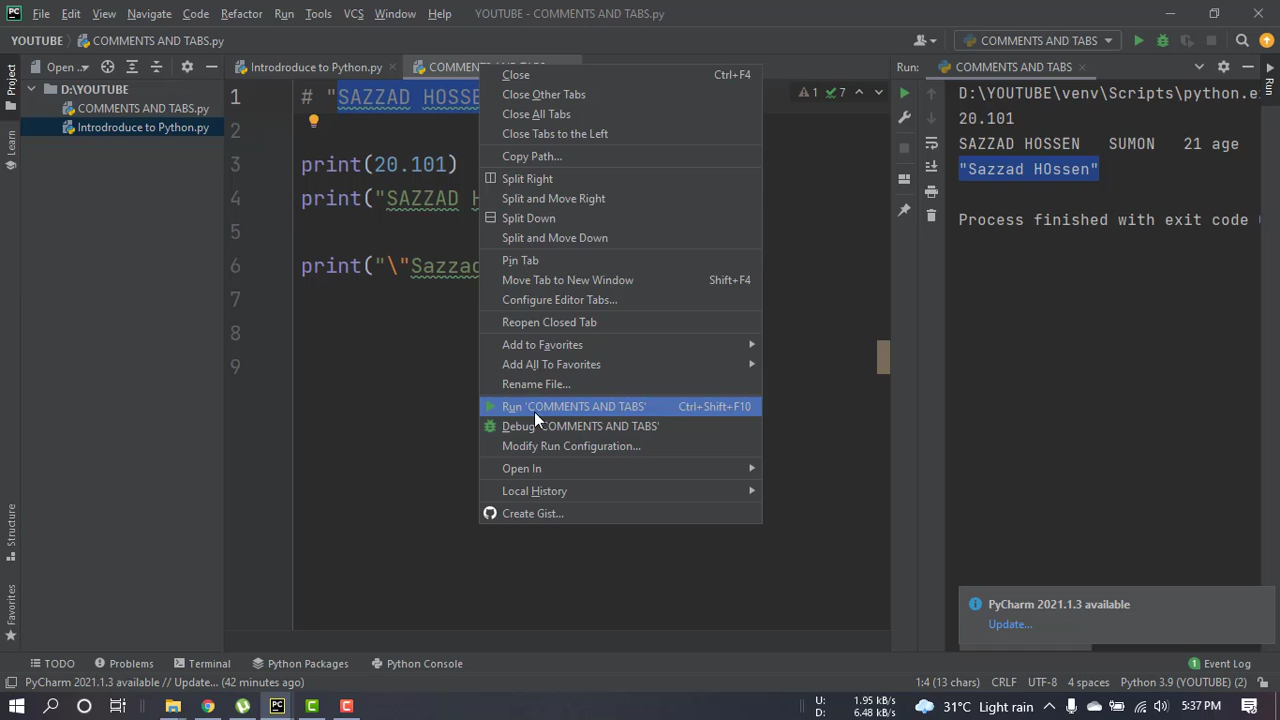 File Edit View Navigate Code Refactor Run Tools VCS Window Help YOUTUBE - COMMENTS AND TABS.py
YOUTUBE COMMENTS AND TABS.py COMMENTS AND TABS
Project Open .. Introdroduce to Python.py COMMENTS AND TABS Run: COMMENTS AND TABS Run
D:\YOUTUBE
COMMENTS AND TABS.py
Introdroduce to Python.py
Learn
Structure
Favorites
1 # "SAZZAD HOSSE 1 7
2
3 print(20.101)
4 print("SAZZAD H
5
6 print("\"Sazzad
7
8
9
Close Ctrl+F4
Close Other Tabs
Close All Tabs
Close Tabs to the Left
Copy Path...
Split Right
Split and Move Right
Split Down
Split and Move Down
Pin Tab
Move Tab to New Window Shift+F4
Configure Editor Tabs...
Reopen Closed Tab
Add to Favorites
Add All To Favorites
Rename File...
Run 'COMMENTS AND TABS' Ctrl+Shift+F10
Debug 'COMMENTS AND TABS'
Modify Run Configuration...
Open In
Local History
Create Gist...
D:\YOUTUBE\venv\Scripts\python.e
20.101
SAZZAD HOSSEN SUMON 21 age
"Sazzad HOssen"
Process finished with exit code
PyCharm 2021.1.3 available
Update...
TODO Problems Terminal Python Packages Python Console 1 Event Log
PyCharm 2021.1.3 available // Update... (42 minutes ago) 1:4 (13 chars) CRLF UTF-8 4 spaces Python 3.9 (YOUTUBE) (2)
U: 1.95 kB/s
D: 6.48 kB/s
31°C Light rain 5:37 PM